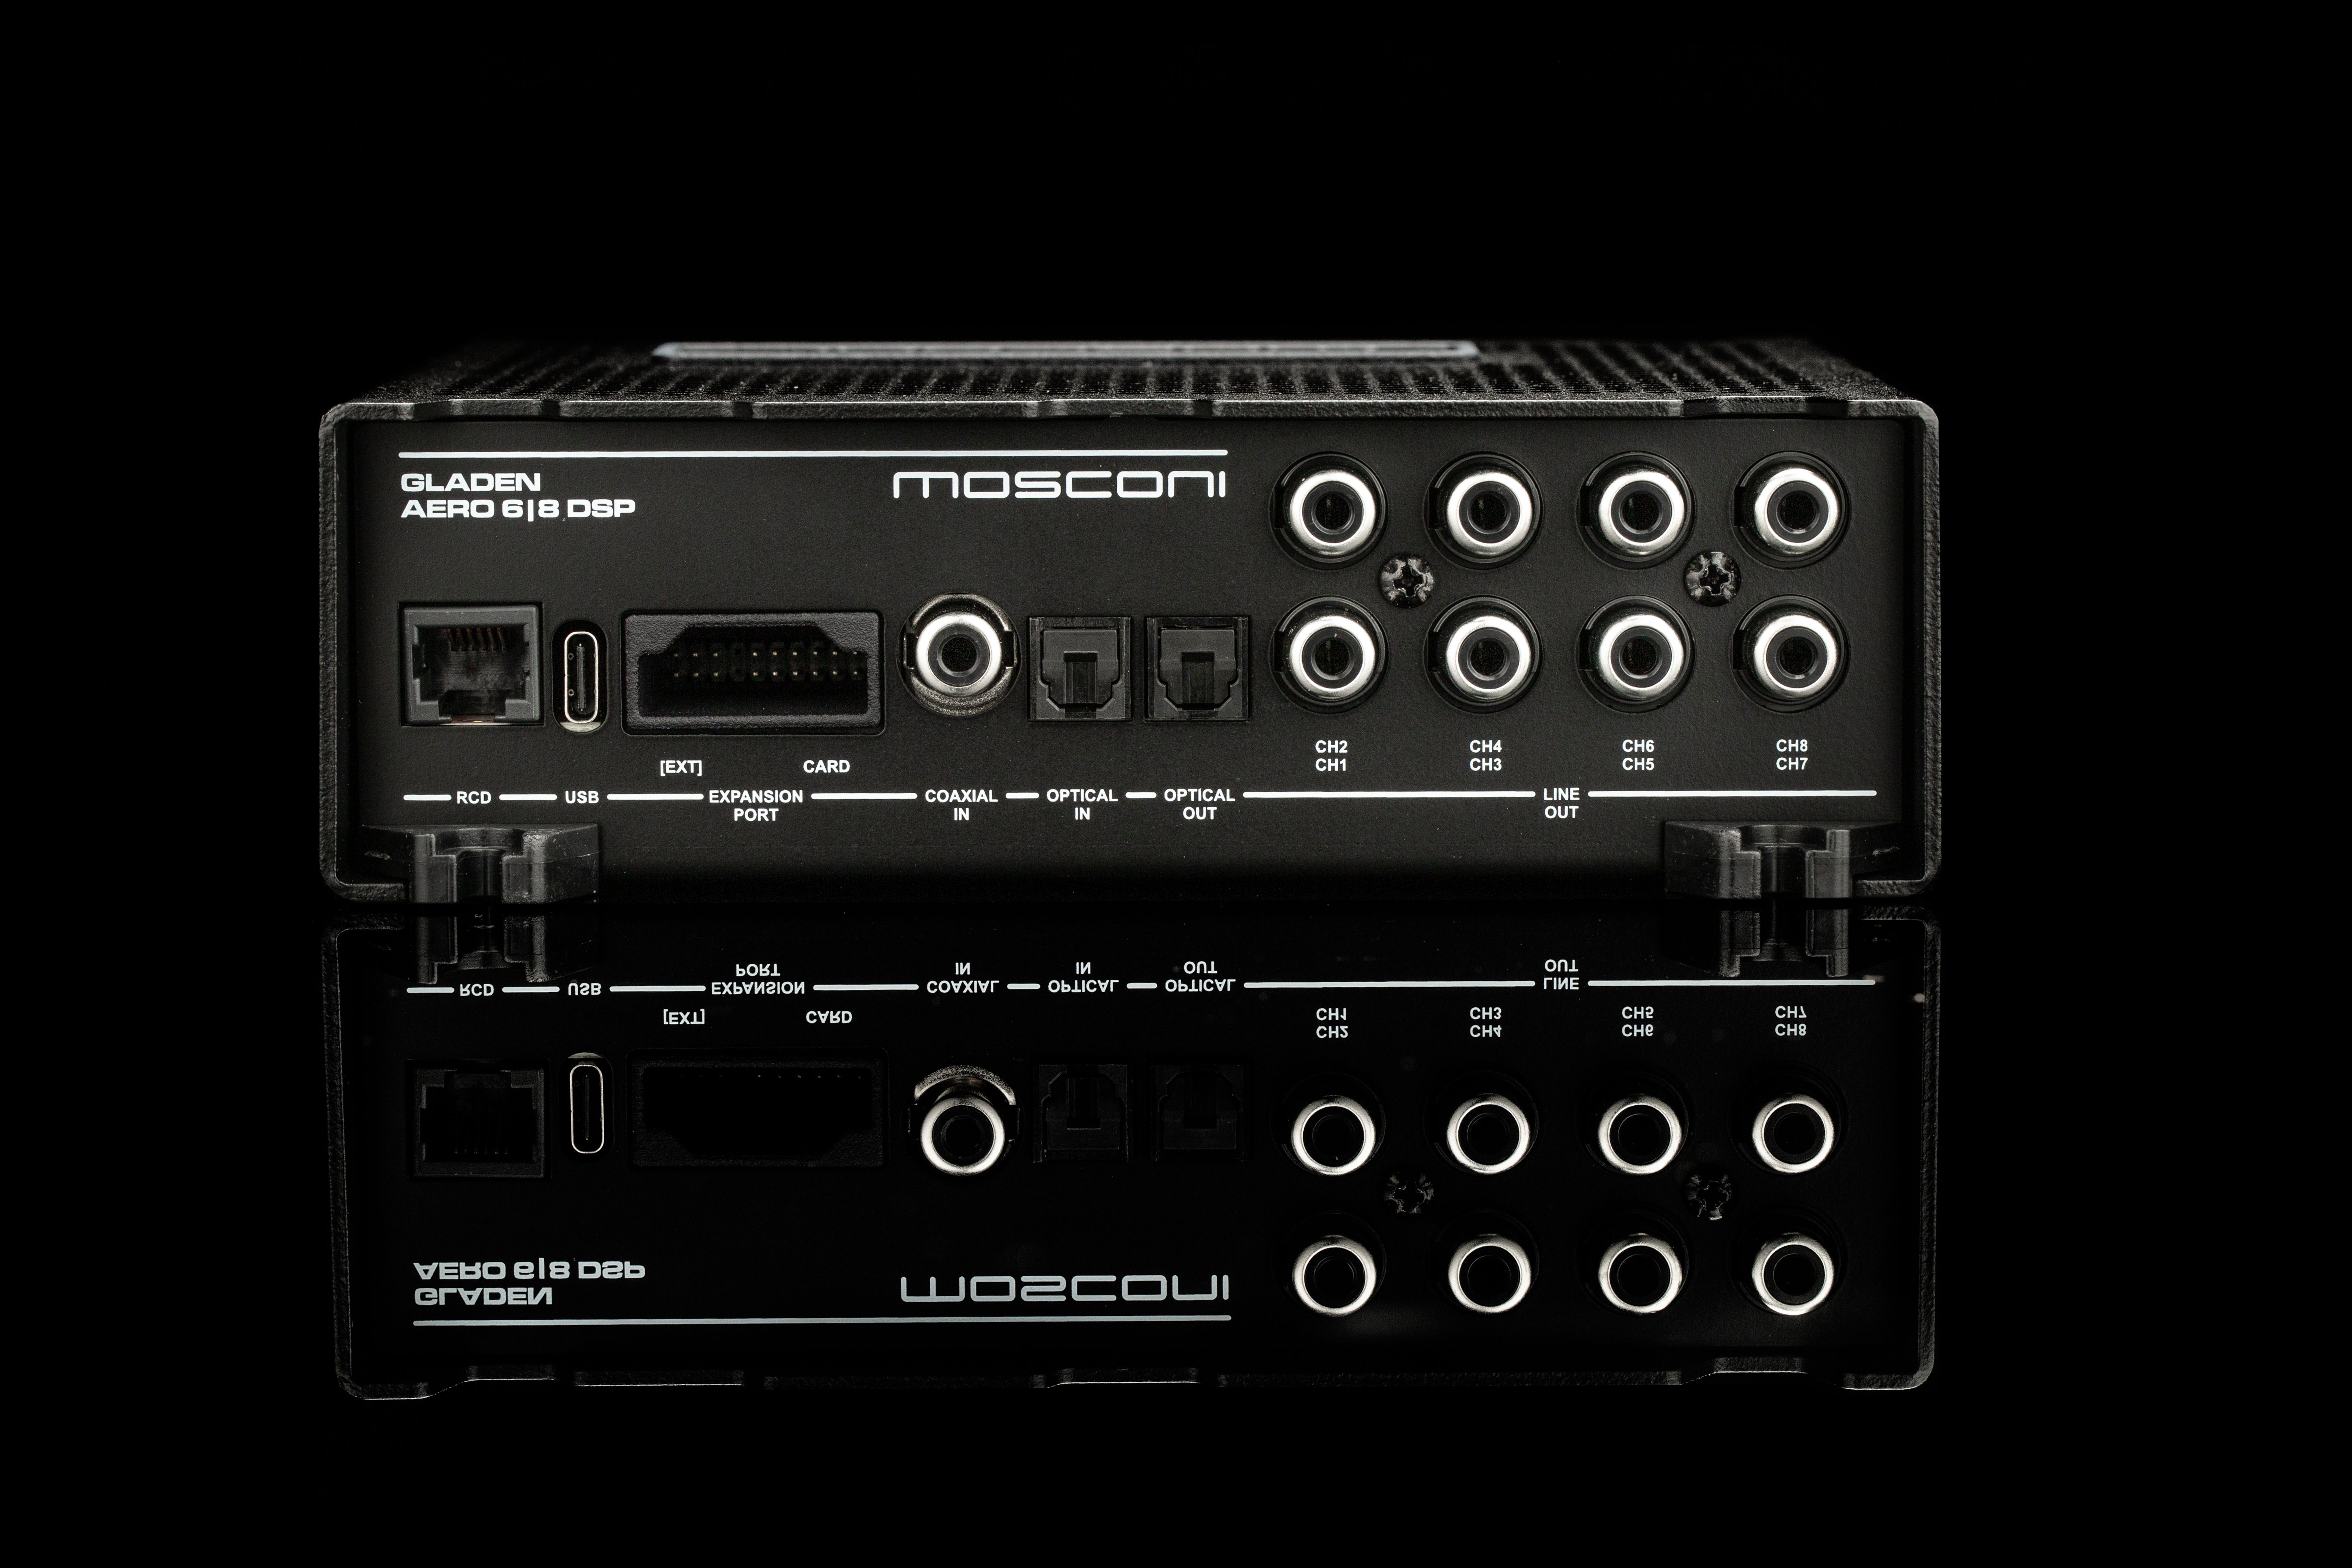 GLADEN
AERO 6|8 DSP
mosconi
[EXT] CARD
RCD
USB
EXPANSION
PORT
COAXIAL
IN
OPTICAL
IN
OPTICAL
OUT
CH2
CH1
CH4
CH3
CH6
CH5
CH8
CH7
LINE
OUT